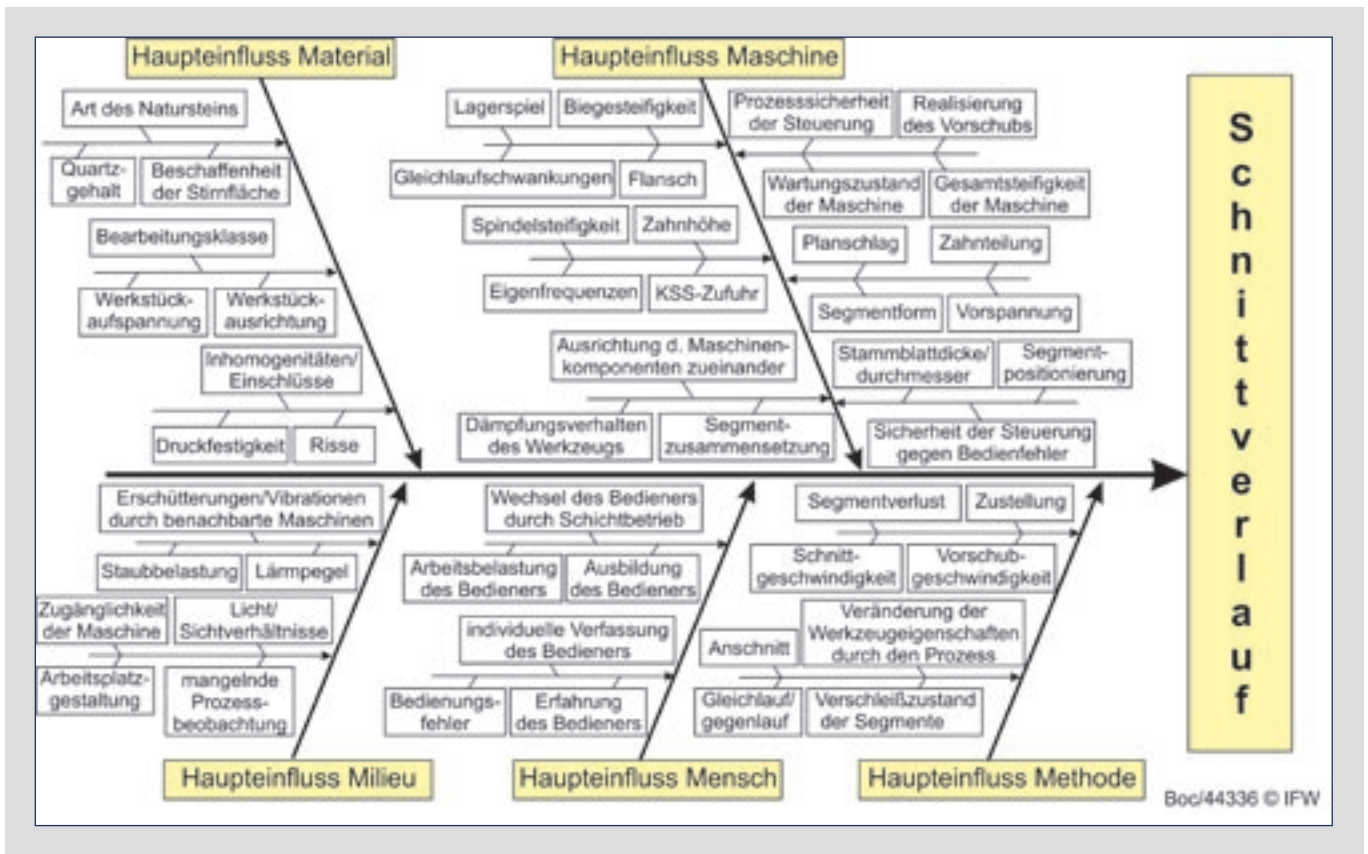 Haupteinfluss Material
Haupteinfluss Maschine
Art des Natursteins
Quartz-
gehalt
Beschaffenheit
der Stirnfläche
Bearbeitungsklasse
Werkstück-
aufspannung
Werkstück-
ausrichtung
Inhomogenitäten/
Einschlüsse
Druckfestigkeit
Risse
Lagerspiel
Biegesteifigkeit
Gleichlaufschwankungen
Flansch
Spindelsteifigkeit
Zahnhöhe
Eigenfrequenzen
KSS-Zufuhr
Ausrichtung d. Maschinen-
komponenten zueinander
Dämpfungsverhalten
des Werkzeugs
Segment-
zusammensetzung
Prozesssicherheit
der Steuerung
Realisierung
des Vorschubs
Wartungszustand
der Maschine
Gesamtsteifigkeit
der Maschine
Planschlag
Zahnteilung
Segmentform
Vorspannung
Stammblattdicke/
durchmesser
Segment-
positionierung
Sicherheit der Steuerung
gegen Bedienfehler
Schnittverlauf
Erschütterungen/Vibrationen
durch benachbarte Maschinen
Staubbelastung
Lärmpegel
Zugänglichkeit
der Maschine
Licht/
Sichtverhältnisse
Arbeitsplatz-
gestaltung
mangelnde
Prozess-
beobachtung
Wechsel des Bedieners
durch Schichtbetrieb
Arbeitsbelastung
des Bedieners
Ausbildung
des Bedieners
individuelle Verfassung
des Bedieners
Bedienungs-
fehler
Erfahrung
des Bedieners
Segmentverlust
Zustellung
Schnitt-
geschwindigkeit
Vorschub-
geschwindigkeit
Anschnitt
Veränderung der
Werkzeugeigenschaften
durch den Prozess
Gleichlauf/
gegenlauf
Verschleißzustand
der Segmente
Haupteinfluss Milieu
Haupteinfluss Mensch
Haupteinfluss Methode
Boc/44336 © IFW